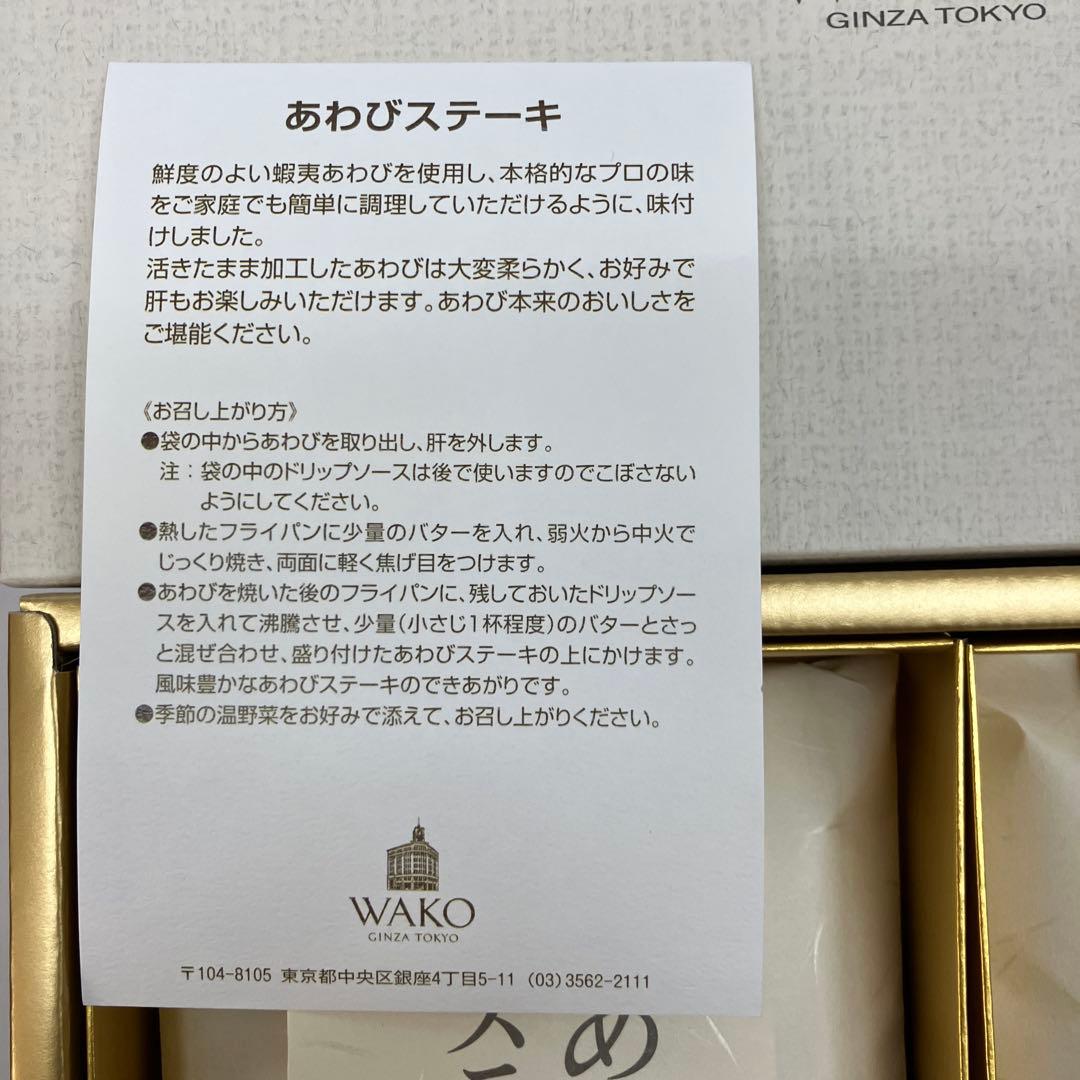 GINZA TOKYO
あわびステーキ
鮮度のよい蝦夷あわびを使用し、本格的なプロの味
をご家庭でも簡単に調理していただけるように、味付
けしました。
活きたまま加工したあわびは大変柔らかく、お好みで
肝もお楽しみいただけます。あわび本来のおいしさを
ご堪能ください。
《お召し上がり方》
●袋の中からあわびを取り出し、肝を外します。
注：袋の中のドリップソースは後で使いますのでこぼさない
ようにしてください。
●熱したフライパンに少量のバターを入れ、弱火から中火で
じっくり焼き、両面に軽く焦げ目をつけます。
●あわびを焼いた後のフライパンに、残しておいたドリップソー
スを入れて沸騰させ、少量（小さじ1杯程度）のバターとさっ
と混ぜ合わせ、盛り付けたあわびステーキの上にかけます。
風味豊かなあわびステーキのできあがりです。
●季節の温野菜をお好みで添えて、お召し上がりください。
WAKO
GINZA TOKYO
〒104-8105 東京都中央区銀座4丁目5-11 (03)3562-2111